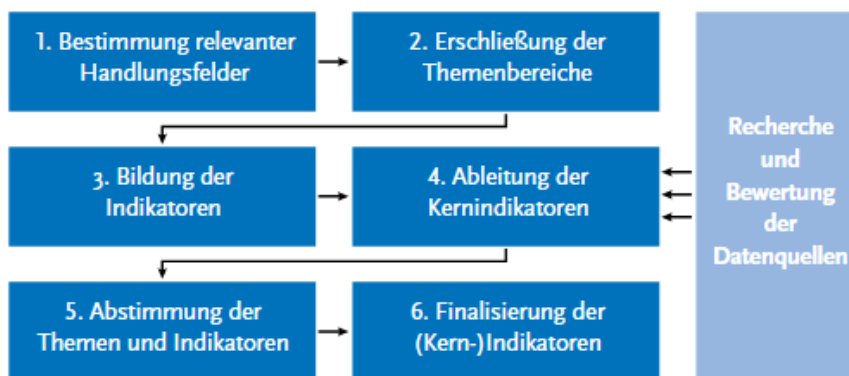 1. Bestimmung relevanter
Handlungsfelder
2. Erschließung der
Themenbereiche
3. Bildung der
Indikatoren
4. Ableitung der
Kernindikatoren
5. Abstimmung der
Themen und Indikatoren
6. Finalisierung der
(Kern-)Indikatoren
Recherche
und
Bewertung
der
Datenquellen